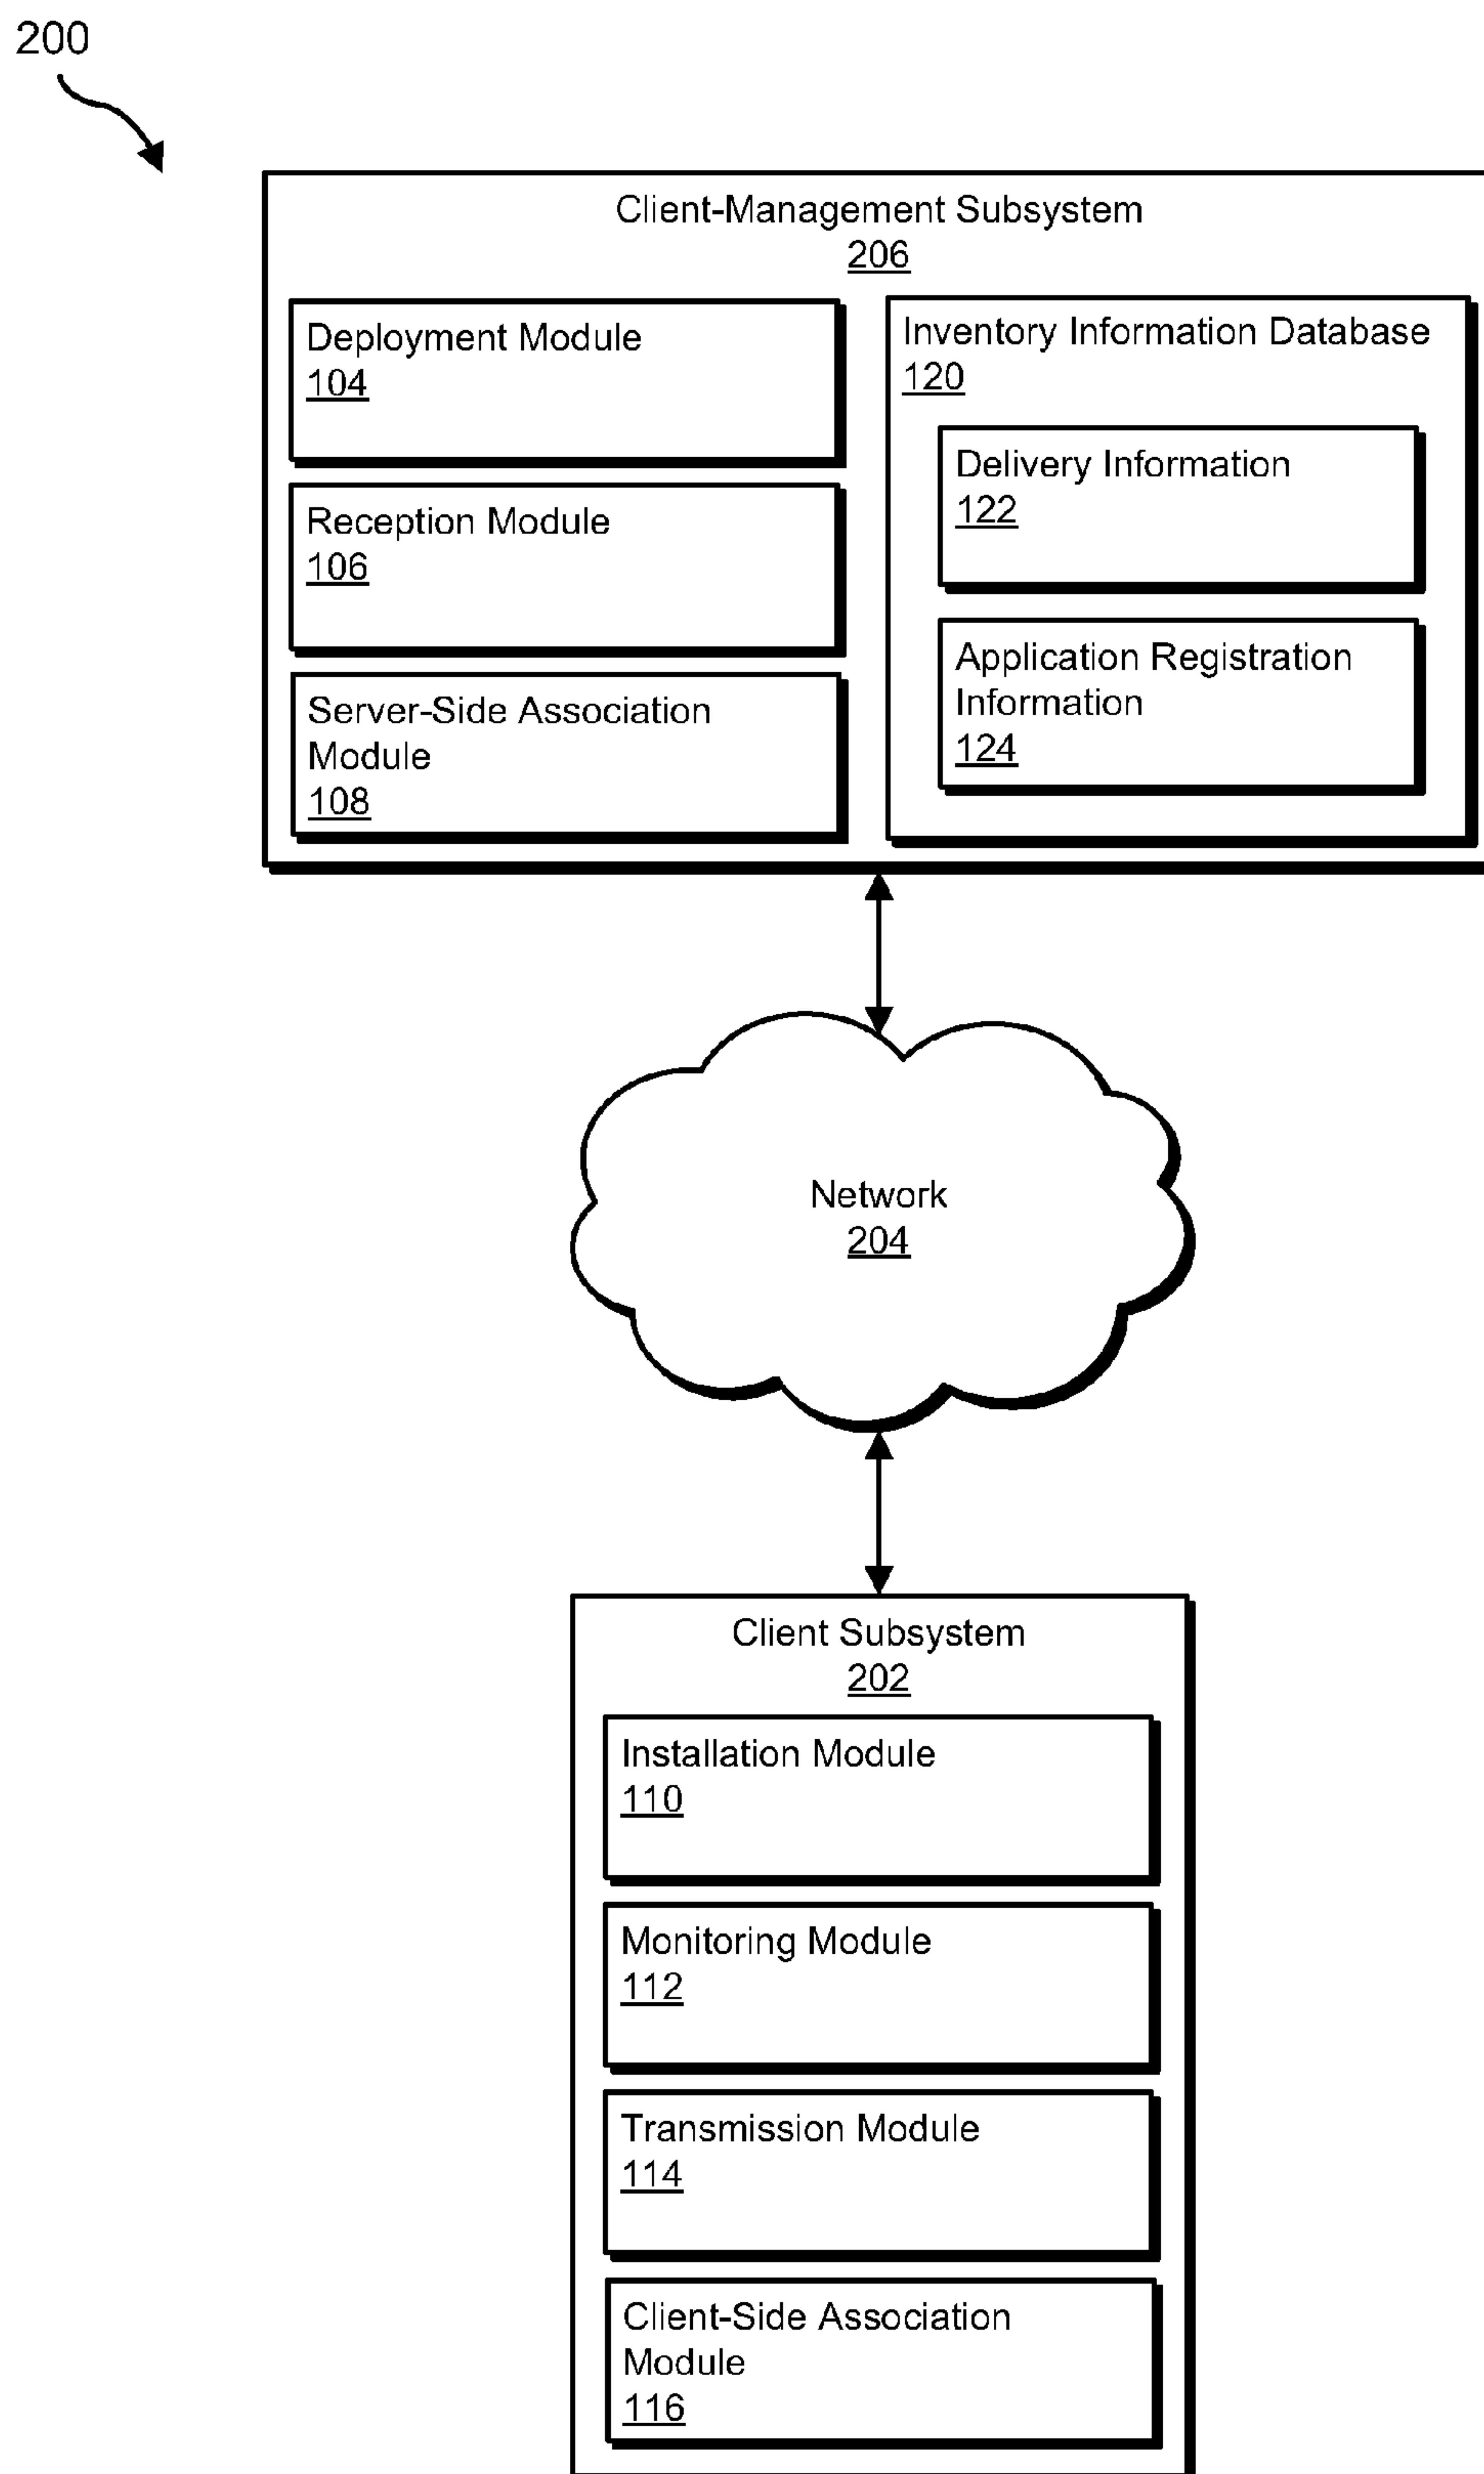 200
Client-Management Subsystem
206
Deployment Module
104
Reception Module
106
Server-Side Association
Module
108
Inventory Information Database
120
Delivery Information
122
Application Registration
Information
124
Network
204
Client Subsystem
202
Installation Module
110
Monitoring Module
112
Transmission Module
114
Client-Side Association
Module
116